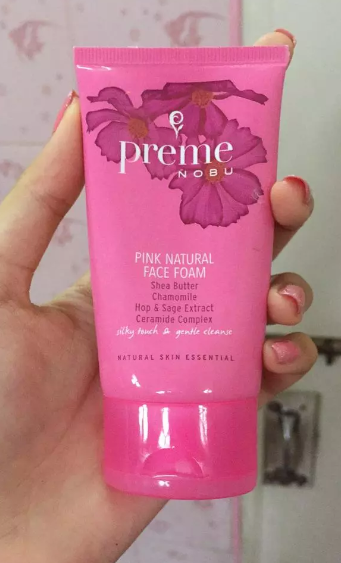 preme
NOBU
PINK NATURAL
FACE FOAM
Shea Butter
Chamomile
Hop & Sage Extract
Ceramide Complex
silky touch & gentle cleanse
NATURAL SKIN ESSENTIAL